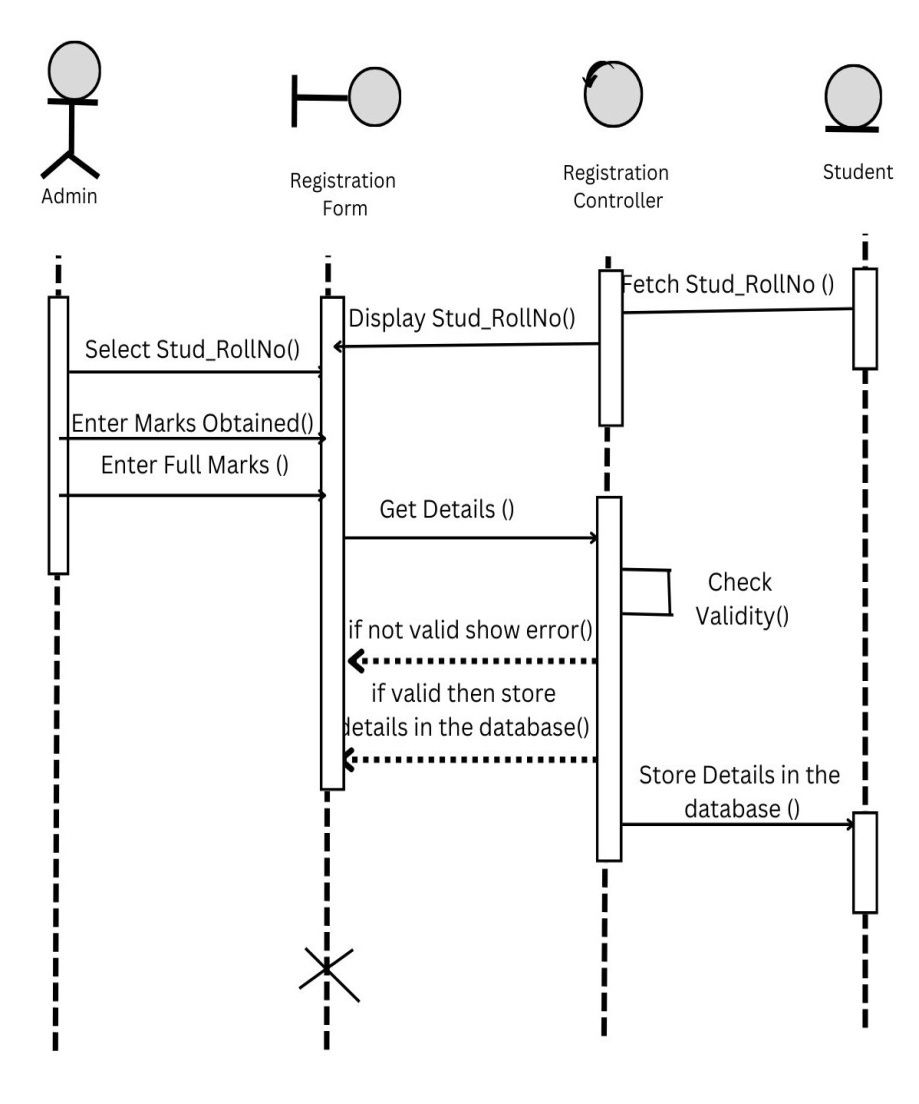 Admin
Registration
Form
Registration
Controller
Student
Fetch Stud_RollNo ()
Display Stud_RollNo()
Select Stud_RollNo()
Enter Marks Obtained()
Enter Full Marks ()
Get Details ()
Check
Validity()
if not valid show error()
if valid then store
details in the database()
Store Details in the
database ()